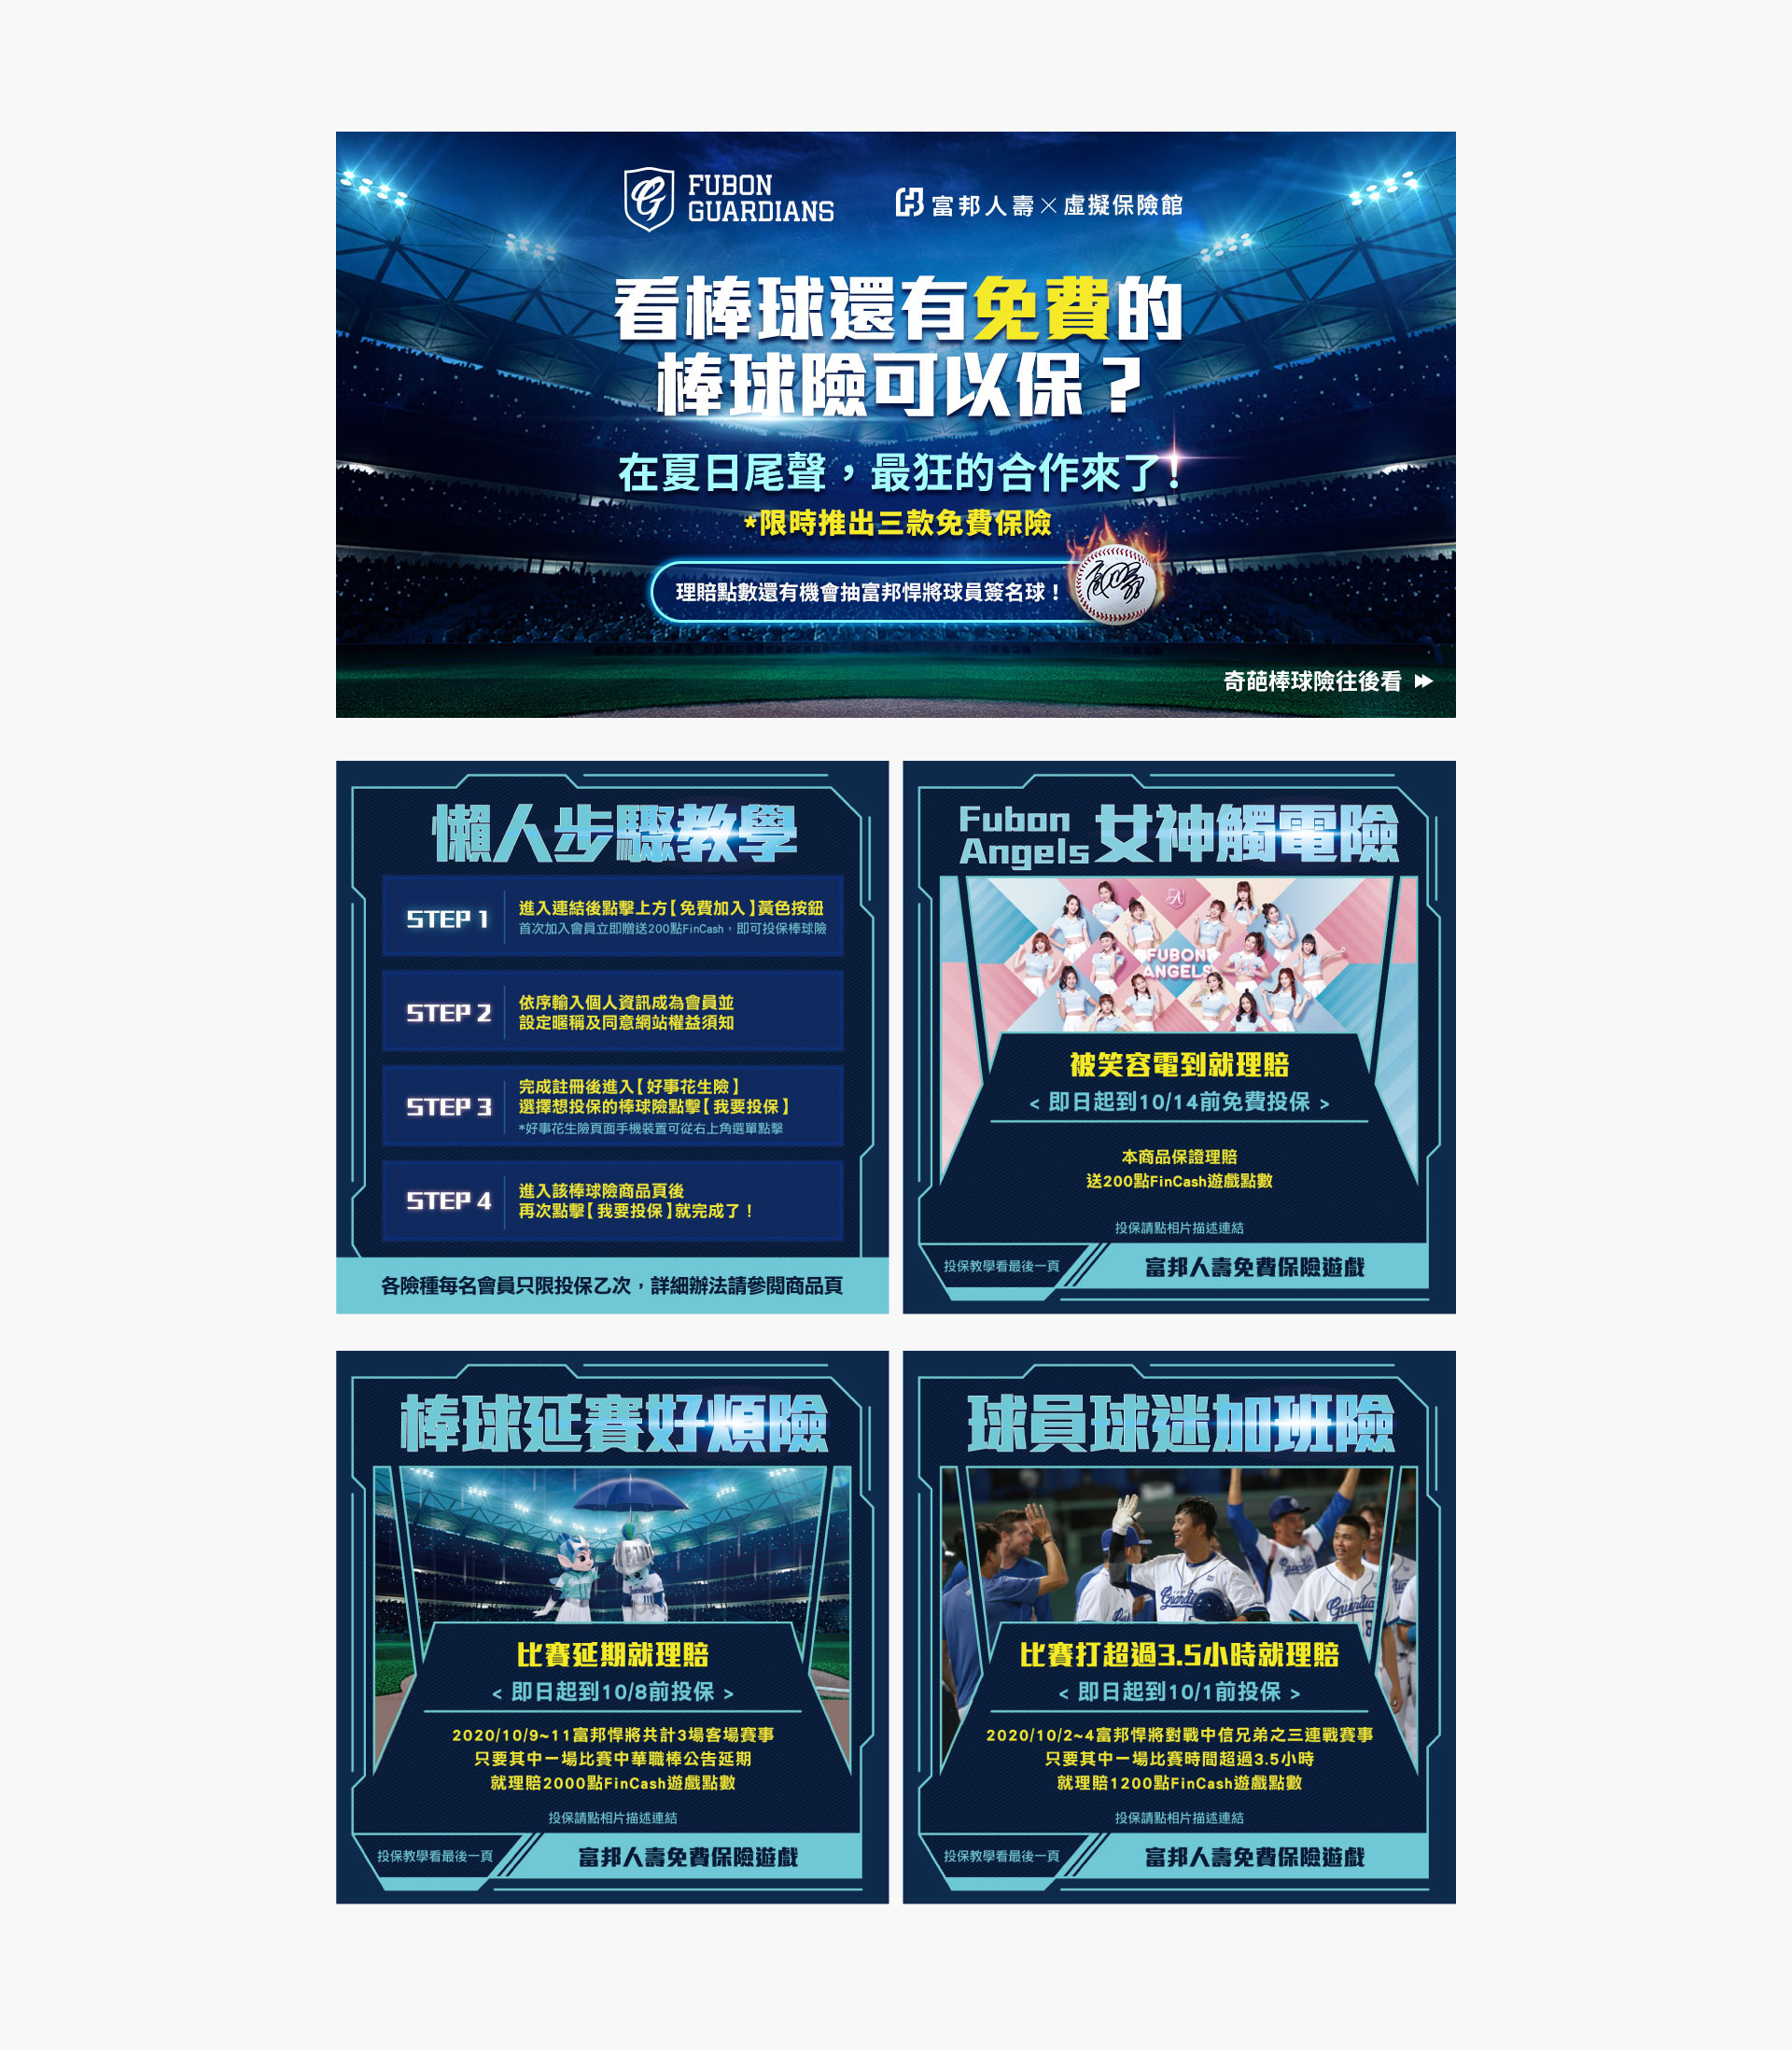 FUBON
GUARDIANS
富邦人壽×虛擬保險館
看棒球還有免費的
棒球險可以保？
在夏日尾聲，最狂的合作來了！
*限時推出三款免費保險
理賠點數還有機會抽富邦悍將球員簽名球！
奇葩棒球險往後看
懶人步驟教學
STEP 1
進入連結後點擊上方【免費加入】黃色按鈕
首次加入會員立即贈送200點FinCash，即可投保棒球險
STEP 2
依序輸入個人資訊成為會員並
設定暱稱及同意網站權益須知
STEP 3
完成註冊後進入【好事花生險】
選擇想投保的棒球險點擊【我要投保】
*好事花生險頁面手機裝置可從右上角選單點擊
STEP 4
進入該棒球險商品頁後
再次點擊【我要投保】就完成了！
各險種每名會員只限投保乙次，詳細辦法請參閱商品頁
Fubon
Angels 女神觸電險
FUBON
ANGELS
被笑容電到就理賠
< 即日起到10/14前免費投保 >
本商品保證理賠
送200點FinCash遊戲點數
投保請點相片描述連結
投保教學看最後一頁
富邦人壽免費保險遊戲
棒球延賽好煩險
比賽延期就理賠
< 即日起到10/8前投保 >
2020/10/9~11富邦悍將共計3場客場賽事
只要其中一場比賽中華職棒公告延期
就理賠2000點FinCash遊戲點數
投保請點相片描述連結
投保教學看最後一頁
富邦人壽免費保險遊戲
球員球迷加班險
Guardians
比賽打超過3.5小時就理賠
< 即日起到10/1前投保 >
2020/10/2~4富邦悍將對戰中信兄弟之三連戰賽事
只要其中一場比賽時間超過3.5小時
就理賠1200點FinCash遊戲點數
投保請點相片描述連結
投保教學看最後一頁
富邦人壽免費保險遊戲